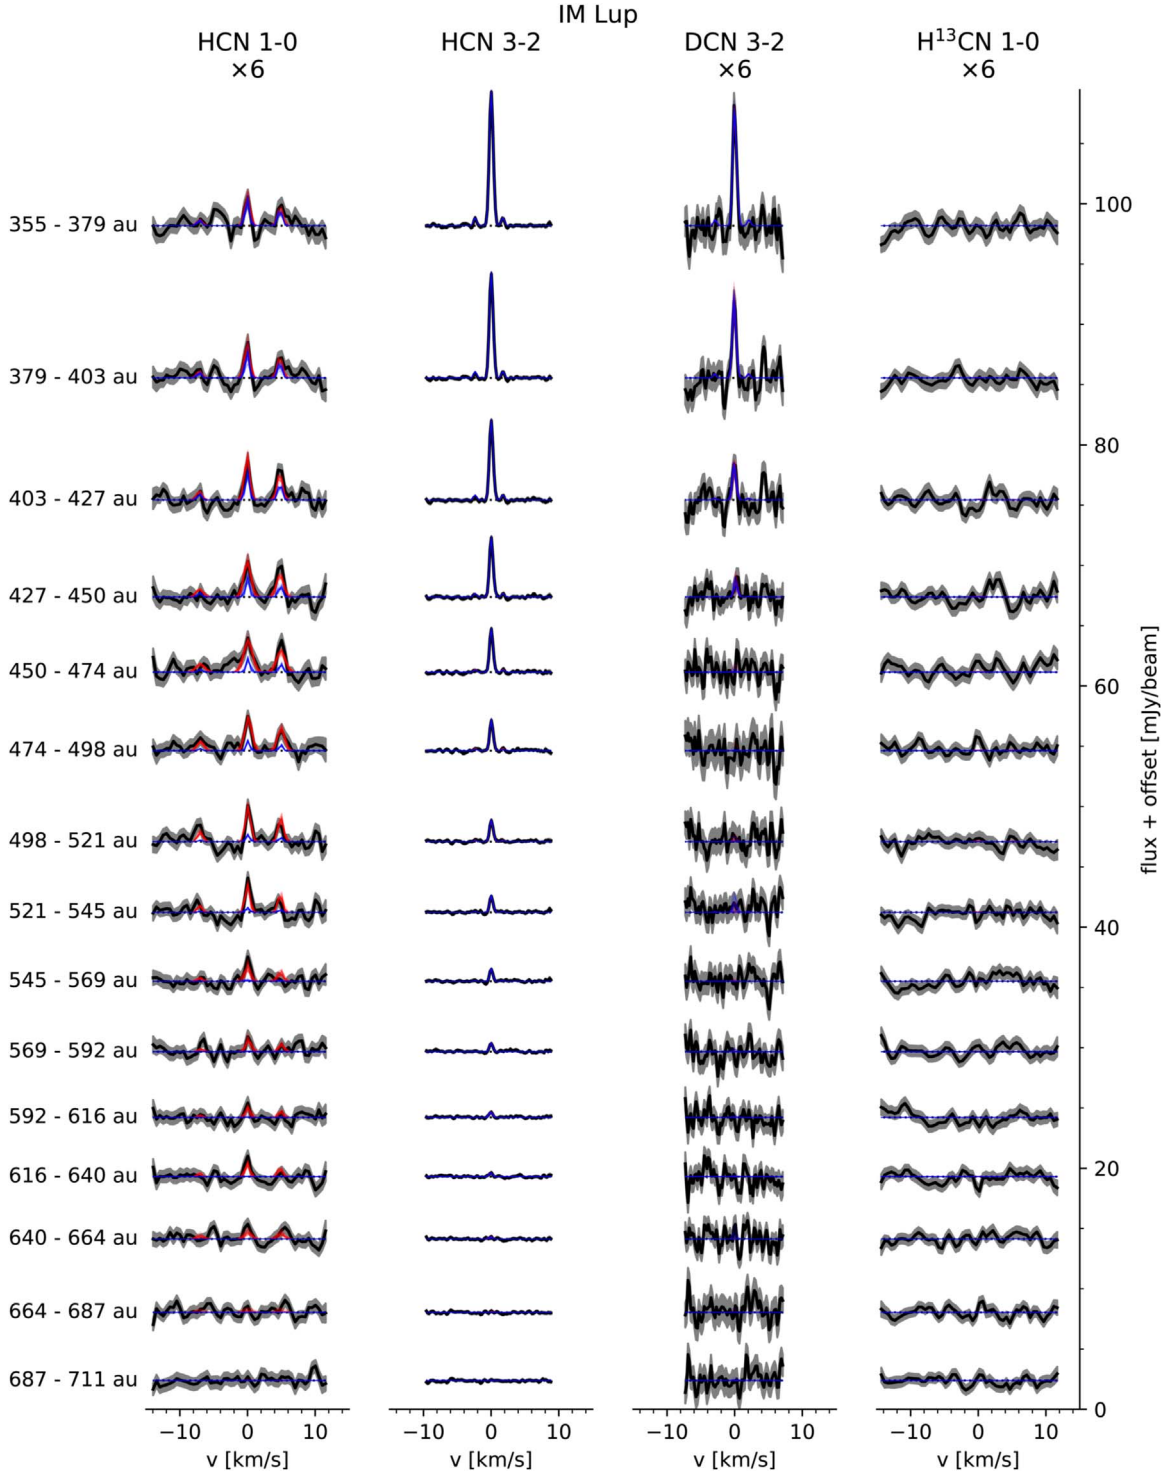 IM Lup
HCN 1-0 HCN 3-2 DCN 3-2 H¹³CN 1-0
×6 ×6 ×6
355 - 379 au
100
379 - 403 au
80
403 - 427 au
427 - 450 au
450 - 474 au
60
474 - 498 au
flux + offset [mJy/beam]
498 - 521 au
521 - 545 au
40
545 - 569 au
569 - 592 au
592 - 616 au
616 - 640 au
20
640 - 664 au
664 - 687 au
687 - 711 au
0
−10 0 10 −10 0 10 −10 0 10 −10 0 10
v [km/s] v [km/s] v [km/s] v [km/s]